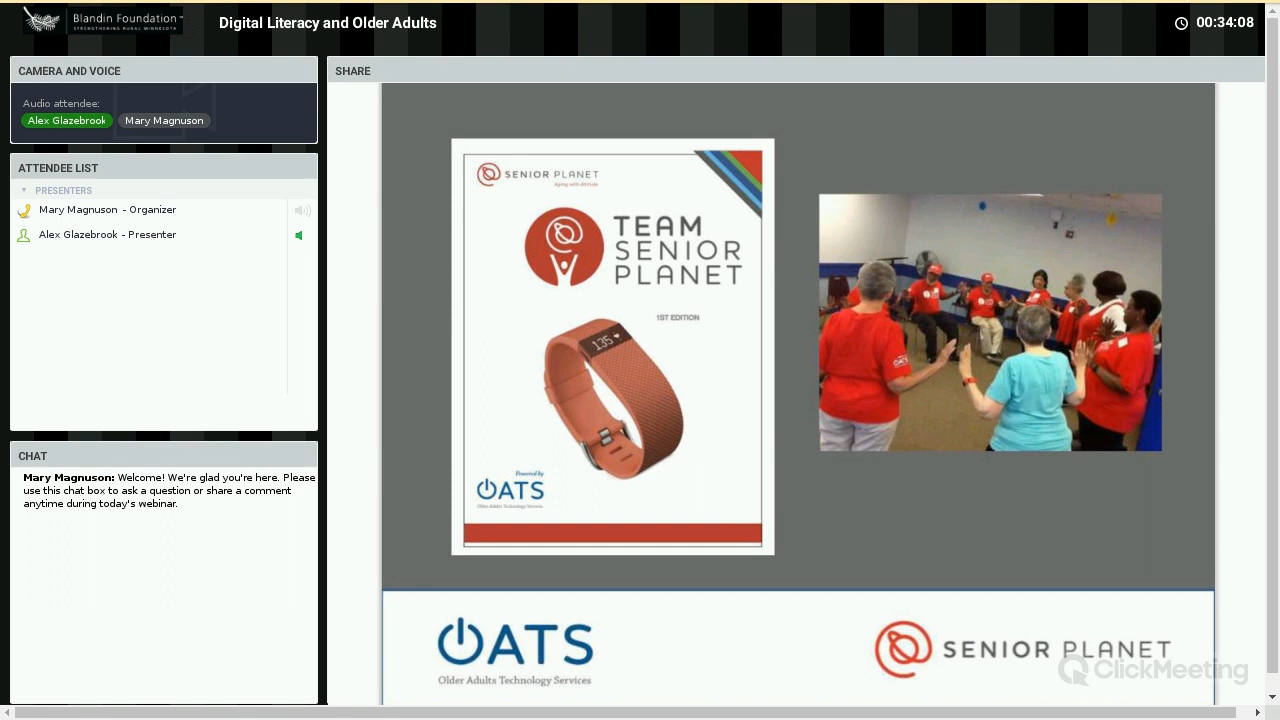 Blandin Foundation™
STRENGTHENING RURAL MINNESOTA
Digital Literacy and Older Adults
00:34:08
CAMERA AND VOICE
Audio attendee:
Alex Glazebrook
Mary Magnuson
ATTENDEE LIST
PRESENTERS
Mary Magnuson - Organizer
Alex Glazebrook - Presenter
CHAT
Mary Magnuson: Welcome! We're glad you're here. Please
use this chat box to ask a question or share a comment
anytime during today's webinar.
SHARE
SENIOR PLANET
Aging with Attitude
TEAM
SENIOR
PLANET
1ST EDITION
135
Powered by
OATS
Older Adults Technology Services
OATS
Older Adults Technology Services
SENIOR PLANET
ClickMeeting